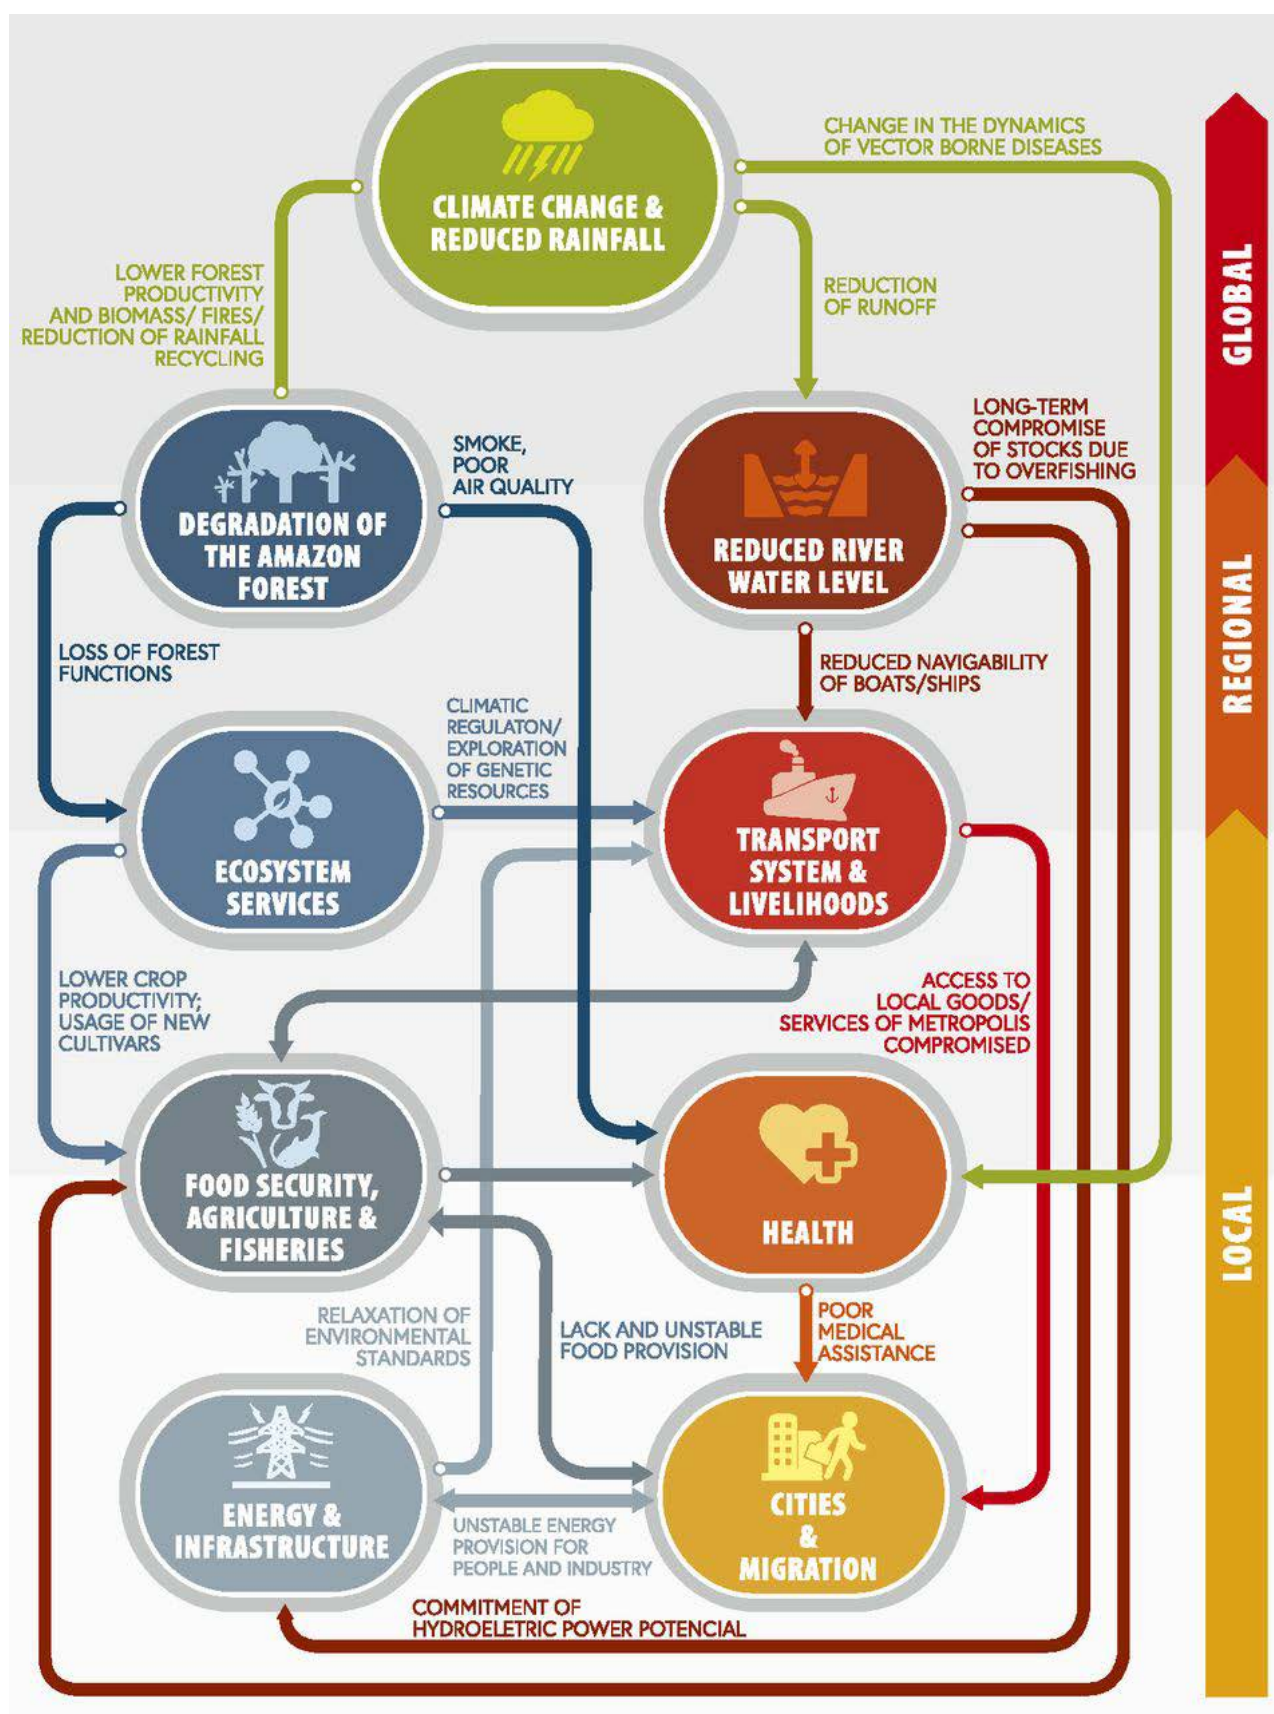 CHANGE IN THE DYNAMICS
OF VECTOR BORNE DISEASES
CLIMATE CHANGE &
REDUCED RAINFALL
LOWER FOREST
PRODUCTIVITY
AND BIOMASS/ FIRES/
REDUCTION OF RAINFALL
RECYCLING
REDUCTION
OF RUNOFF
GLOBAL
LONG-TERM
COMPROMISE
OF STOCKS DUE
TO OVERFISHING
SMOKE,
POOR
AIR QUALITY
DEGRADATION OF
THE AMAZON
FOREST
REDUCED RIVER
WATER LEVEL
REGIONAL
LOSS OF FOREST
FUNCTIONS
REDUCED NAVIGABILITY
OF BOATS/SHIPS
CLIMATIC
REGULATON/
EXPLORATION
OF GENETIC
RESOURCES
ECOSYSTEM
SERVICES
TRANSPORT
SYSTEM &
LIVELIHOODS
LOWER CROP
PRODUCTIVITY;
USAGE OF NEW
CULTIVARS
ACCESS TO
LOCAL GOODS/
SERVICES OF METROPOLIS
COMPROMISED
FOOD SECURITY,
AGRICULTURE &
FISHERIES
HEALTH
LOCAL
RELAXATION OF
ENVIRONMENTAL
STANDARDS
LACK AND UNSTABLE
FOOD PROVISION
POOR
MEDICAL
ASSISTANCE
ENERGY &
INFRASTRUCTURE
CITIES
&
MIGRATION
UNSTABLE ENERGY
PROVISION FOR
PEOPLE AND INDUSTRY
COMMITMENT OF
HYDROELETRIC POWER POTENCIAL